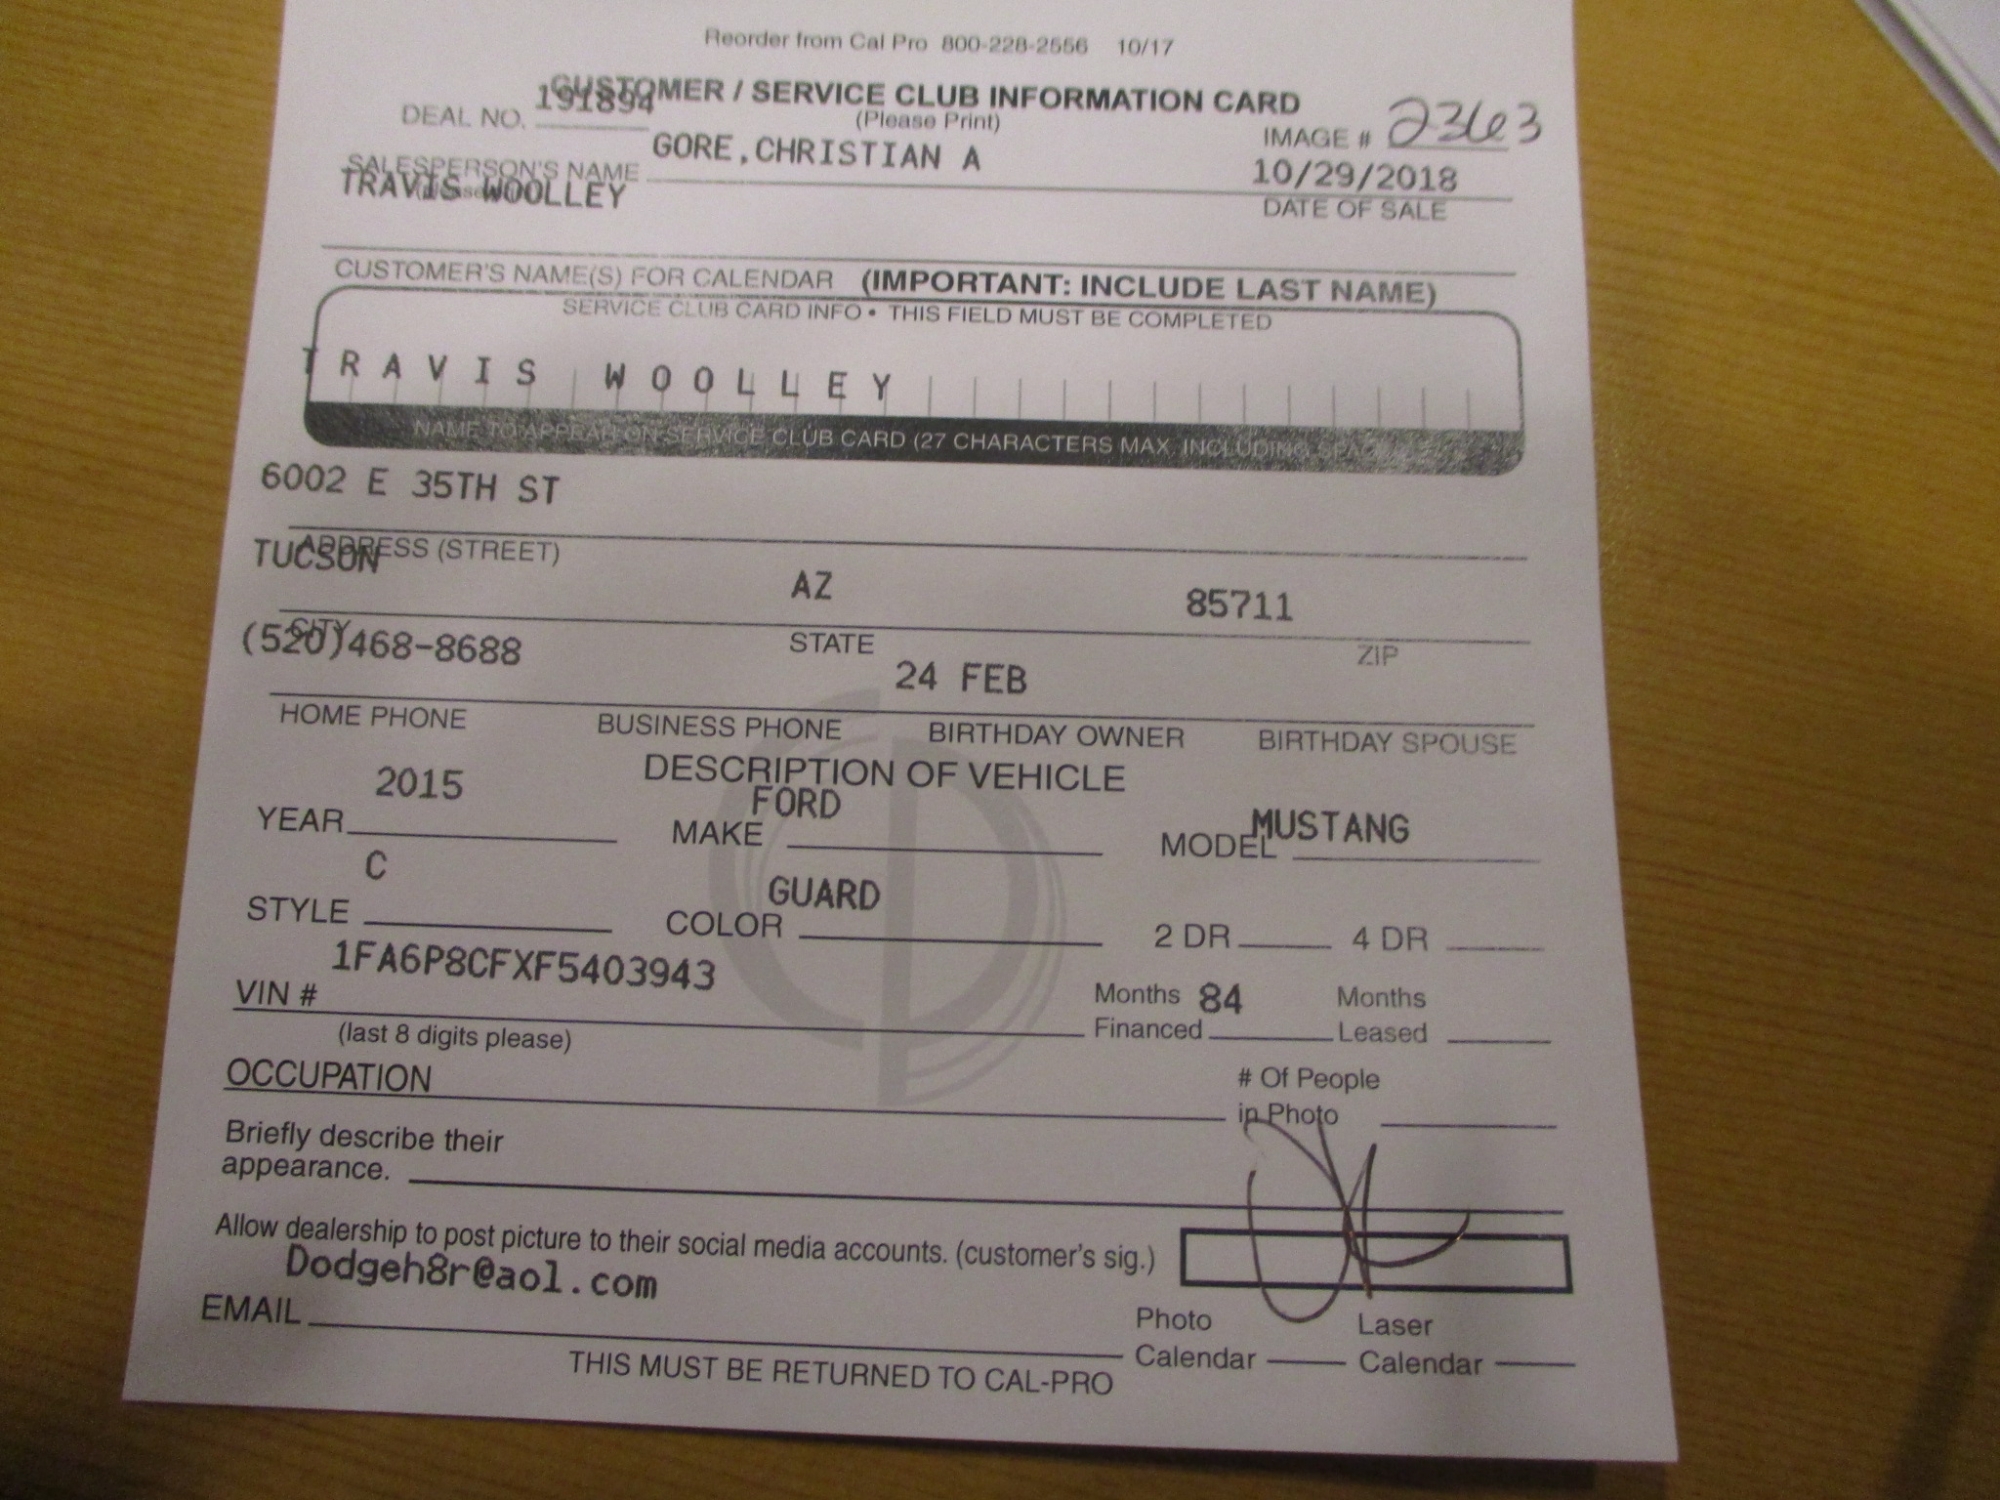 Reorder from Cal Pro 800-228-2556 10/17
CUSTOMER / SERVICE CLUB INFORMATION CARD
(Please Print)
DEAL NO. 191894
IMAGE # 2363
SALESPERSON'S NAME GORE,CHRISTIAN A
10/29/2018
DATE OF SALE
TRAVIS WOOLLEY
CUSTOMER'S NAME(S) FOR CALENDAR (IMPORTANT: INCLUDE LAST NAME)
SERVICE CLUB CARD INFO • THIS FIELD MUST BE COMPLETED
TRAVIS WOOLLEY
NAME TO APPEAR ON SERVICE CLUB CARD (27 CHARACTERS MAX. INCLUDING
6002 E 35TH ST
ADDRESS (STREET)
TUCSON AZ 85711
CITY STATE ZIP
(520)468-8688 24 FEB
HOME PHONE BUSINESS PHONE BIRTHDAY OWNER BIRTHDAY SPOUSE
DESCRIPTION OF VEHICLE
YEAR 2015 MAKE FORD MODEL MUSTANG
STYLE C COLOR GUARD 2 DR 4 DR
VIN # 1FA6P8CFXF5403943
(last 8 digits please)
Months Financed 84 Months Leased
OCCUPATION
# Of People
in Photo
Briefly describe their
appearance.
Allow dealership to post picture to their social media accounts. (customer's sig.)
EMAIL Dodgeh8r@aol.com
Photo Calendar Laser Calendar
THIS MUST BE RETURNED TO CAL-PRO